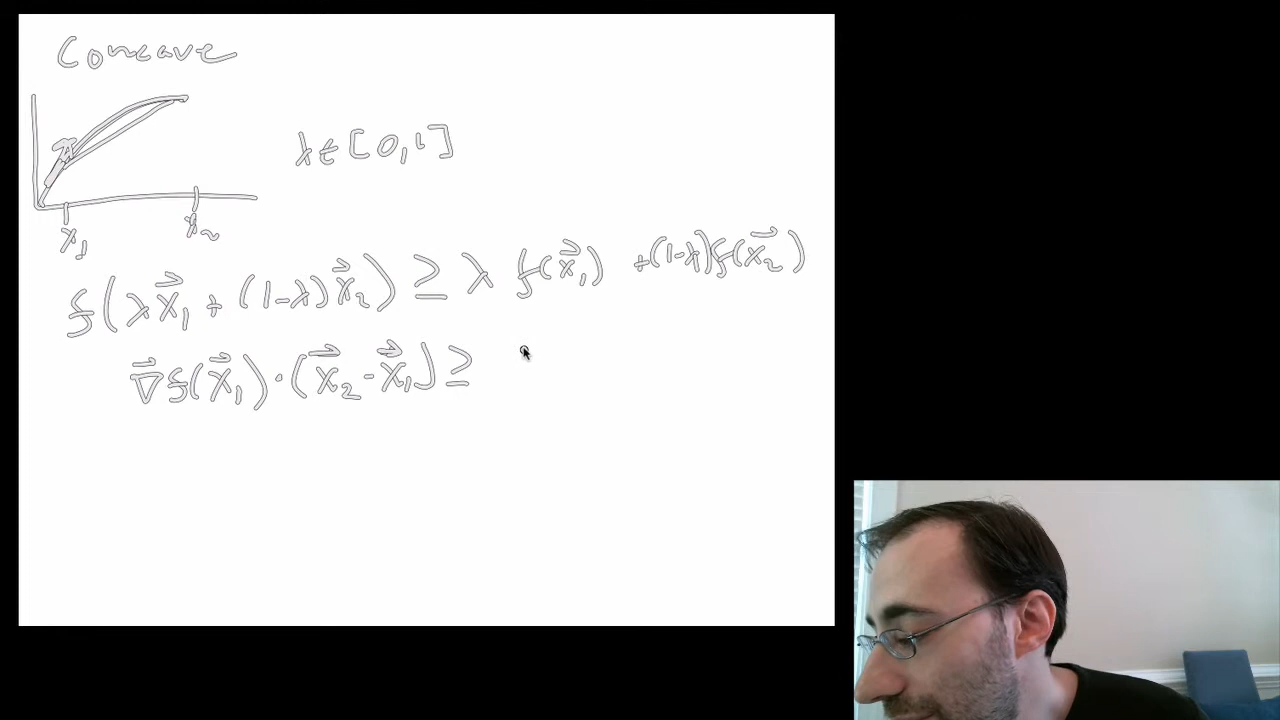 Concave
λ ∈ [0,1]
x₁ x₂
f(λx⃗₁ + (1-λ)x⃗₂) ≥ λ f(x⃗₁) + (1-λ)f(x⃗₂)
∇⃗f(x⃗₁)·(x⃗₂-x⃗₁) ≥